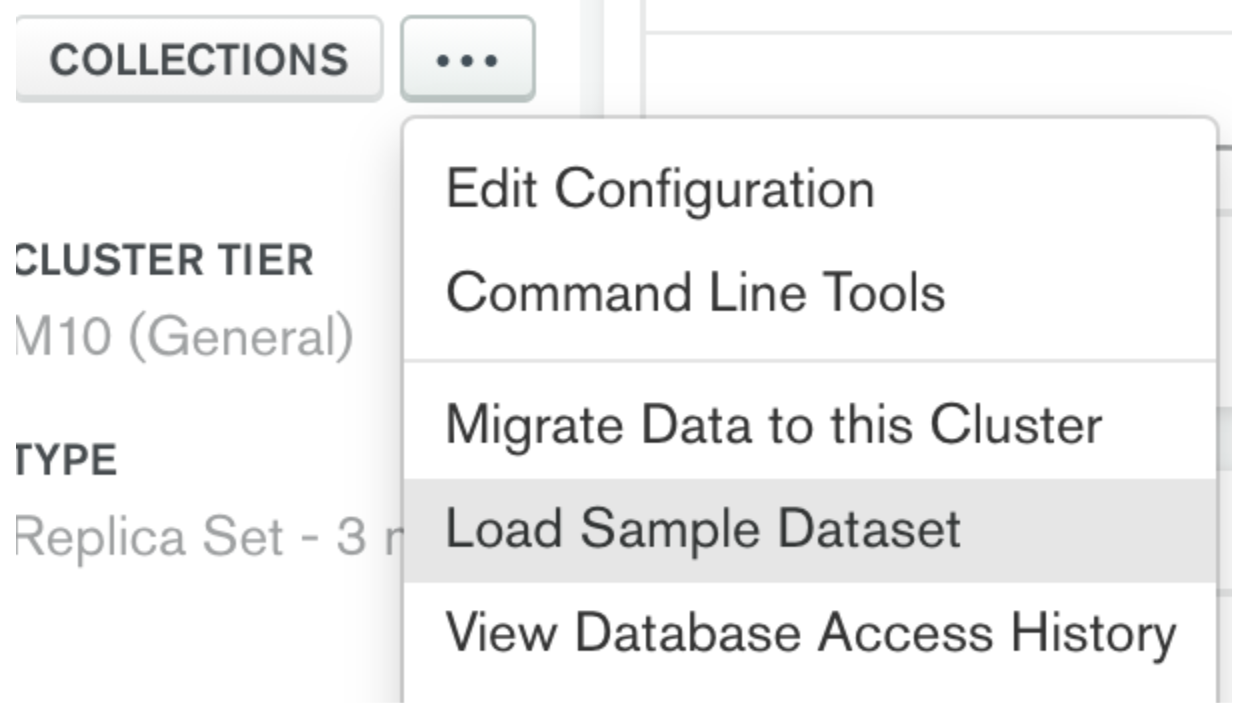 COLLECTIONS
Edit Configuration
Command Line Tools
Migrate Data to this Cluster
Load Sample Dataset
View Database Access History
CLUSTER TIER
M10 (General)
TYPE
Replica Set - 3